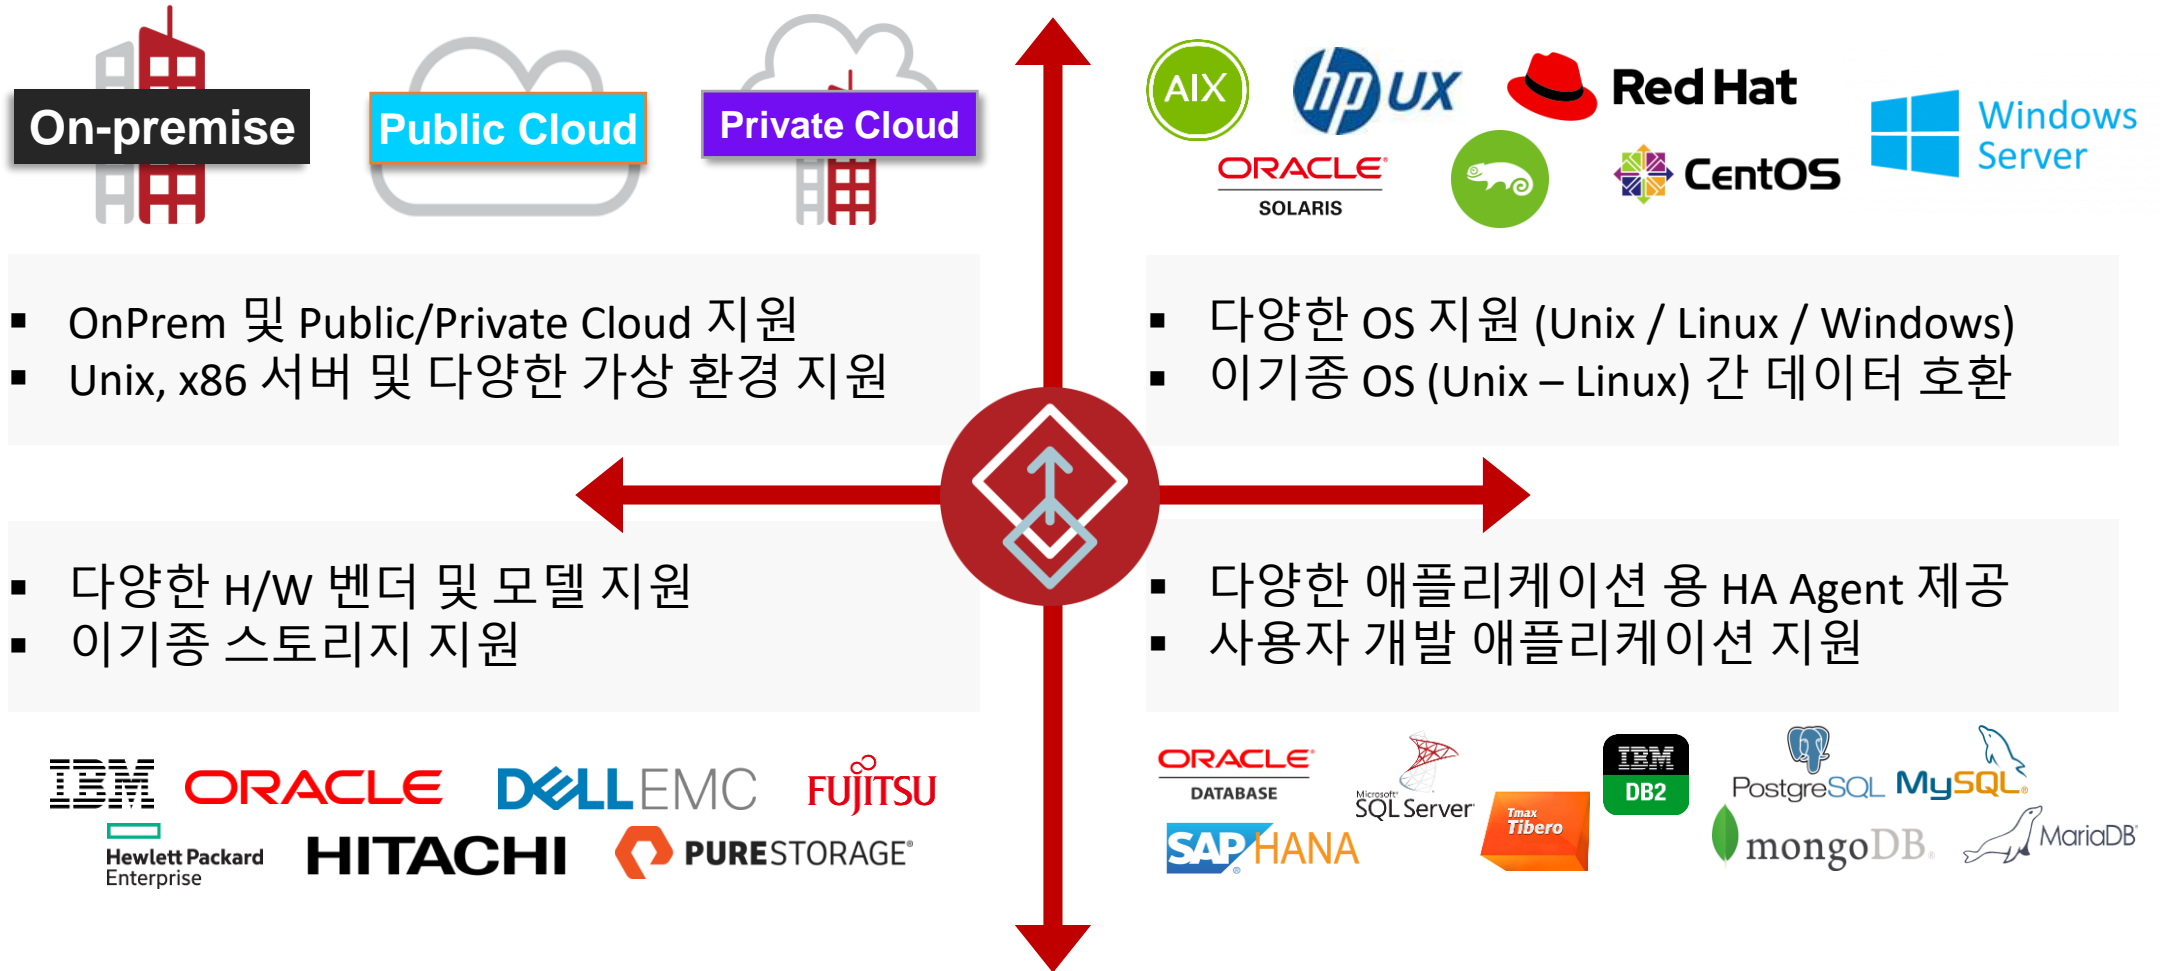 On-premise
Public Cloud
Private Cloud
▪ OnPrem 및 Public/Private Cloud 지원
▪ Unix, x86 서버 및 다양한 가상 환경 지원
AIX
hp UX
Red Hat
Windows
Server
ORACLE®
SOLARIS
CentOS
▪ 다양한 OS 지원 (Unix / Linux / Windows)
▪ 이기종 OS (Unix – Linux) 간 데이터 호환
▪ 다양한 H/W 벤더 및 모델 지원
▪ 이기종 스토리지 지원
IBM
ORACLE
DELLEMC
FUJITSU
Hewlett Packard
Enterprise
HITACHI
PURESTORAGE®
▪ 다양한 애플리케이션 용 HA Agent 제공
▪ 사용자 개발 애플리케이션 지원
ORACLE®
DATABASE
Microsoft®
SQL Server®
IBM
DB2
PostgreSQL
MySQL®
SAP® HANA
Tmax
Tibero
mongoDB®
MariaDB®